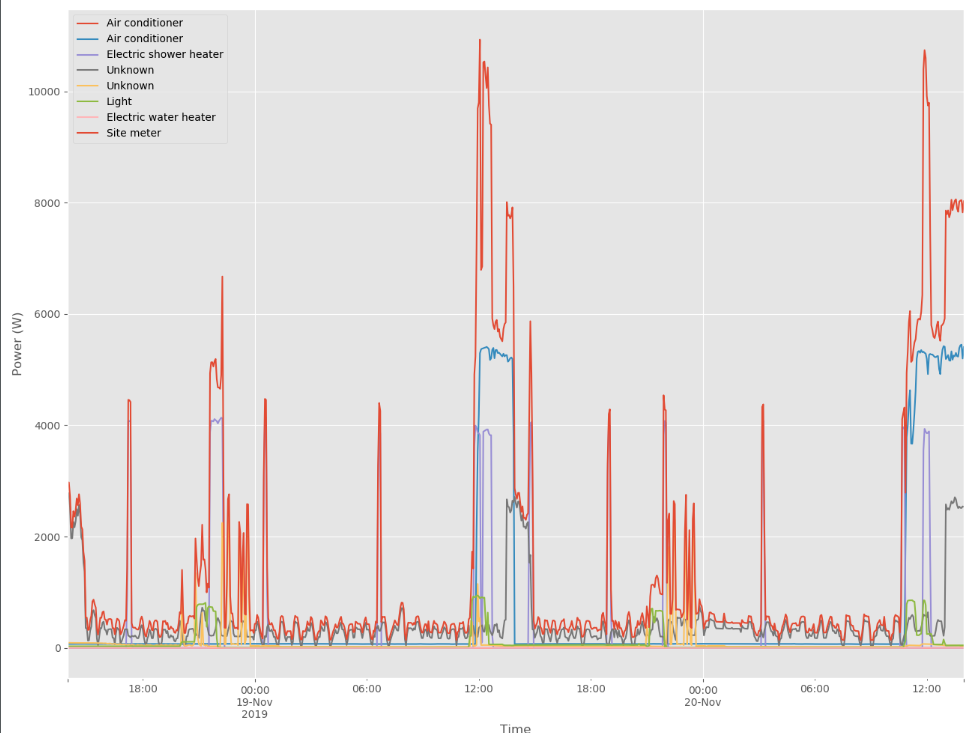 Air conditioner
Air conditioner
Electric shower heater
Unknown
Unknown
Light
Electric water heater
Site meter
Power (W)
10000
8000
6000
4000
2000
0
18:00
00:00
06:00
12:00
18:00
00:00
06:00
12:00
19-Nov
20-Nov
2019
Time